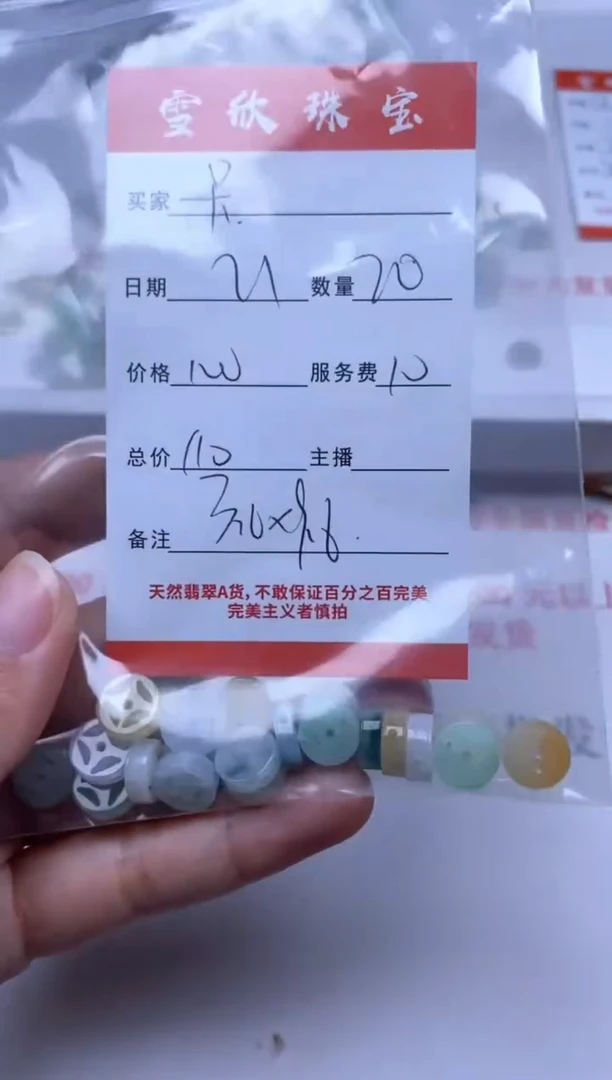 雪欣珠宝
买家 卡
日期 21 数量 20
价格 100 服务费 10
总价 110 主播
备注
天然翡翠A货,不敢保证百分之百完美
完美主义者慎拍